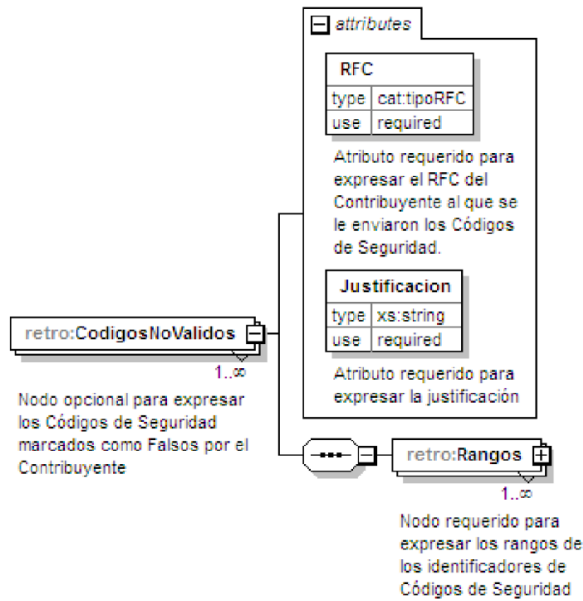 attributes
RFC
type cat:tipoRFC
use required
Atributo requerido para
expresar el RFC del
Contribuyente al que se
le enviaron los Códigos
de Seguridad.
Justificacion
type xs:string
use required
Atributo requerido para
expresar la justificación
retro:CodigosNoValidos
1..∞
Nodo opcional para expresar
los Códigos de Seguridad
marcados como Falsos por el
Contribuyente
retro:Rangos
1..∞
Nodo requerido para
expresar los rangos de
los identificadores de
Códigos de Seguridad